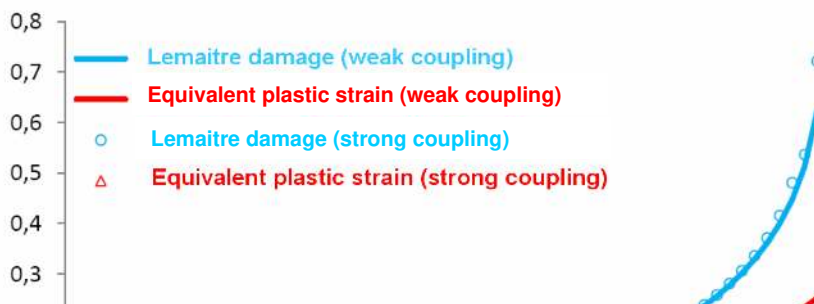 0,8
Lemaitre damage (weak coupling)
0,7
Equivalent plastic strain (weak coupling)
0,6
Lemaitre damage (strong coupling)
0,5
Equivalent plastic strain (strong coupling)
0,4
0,3